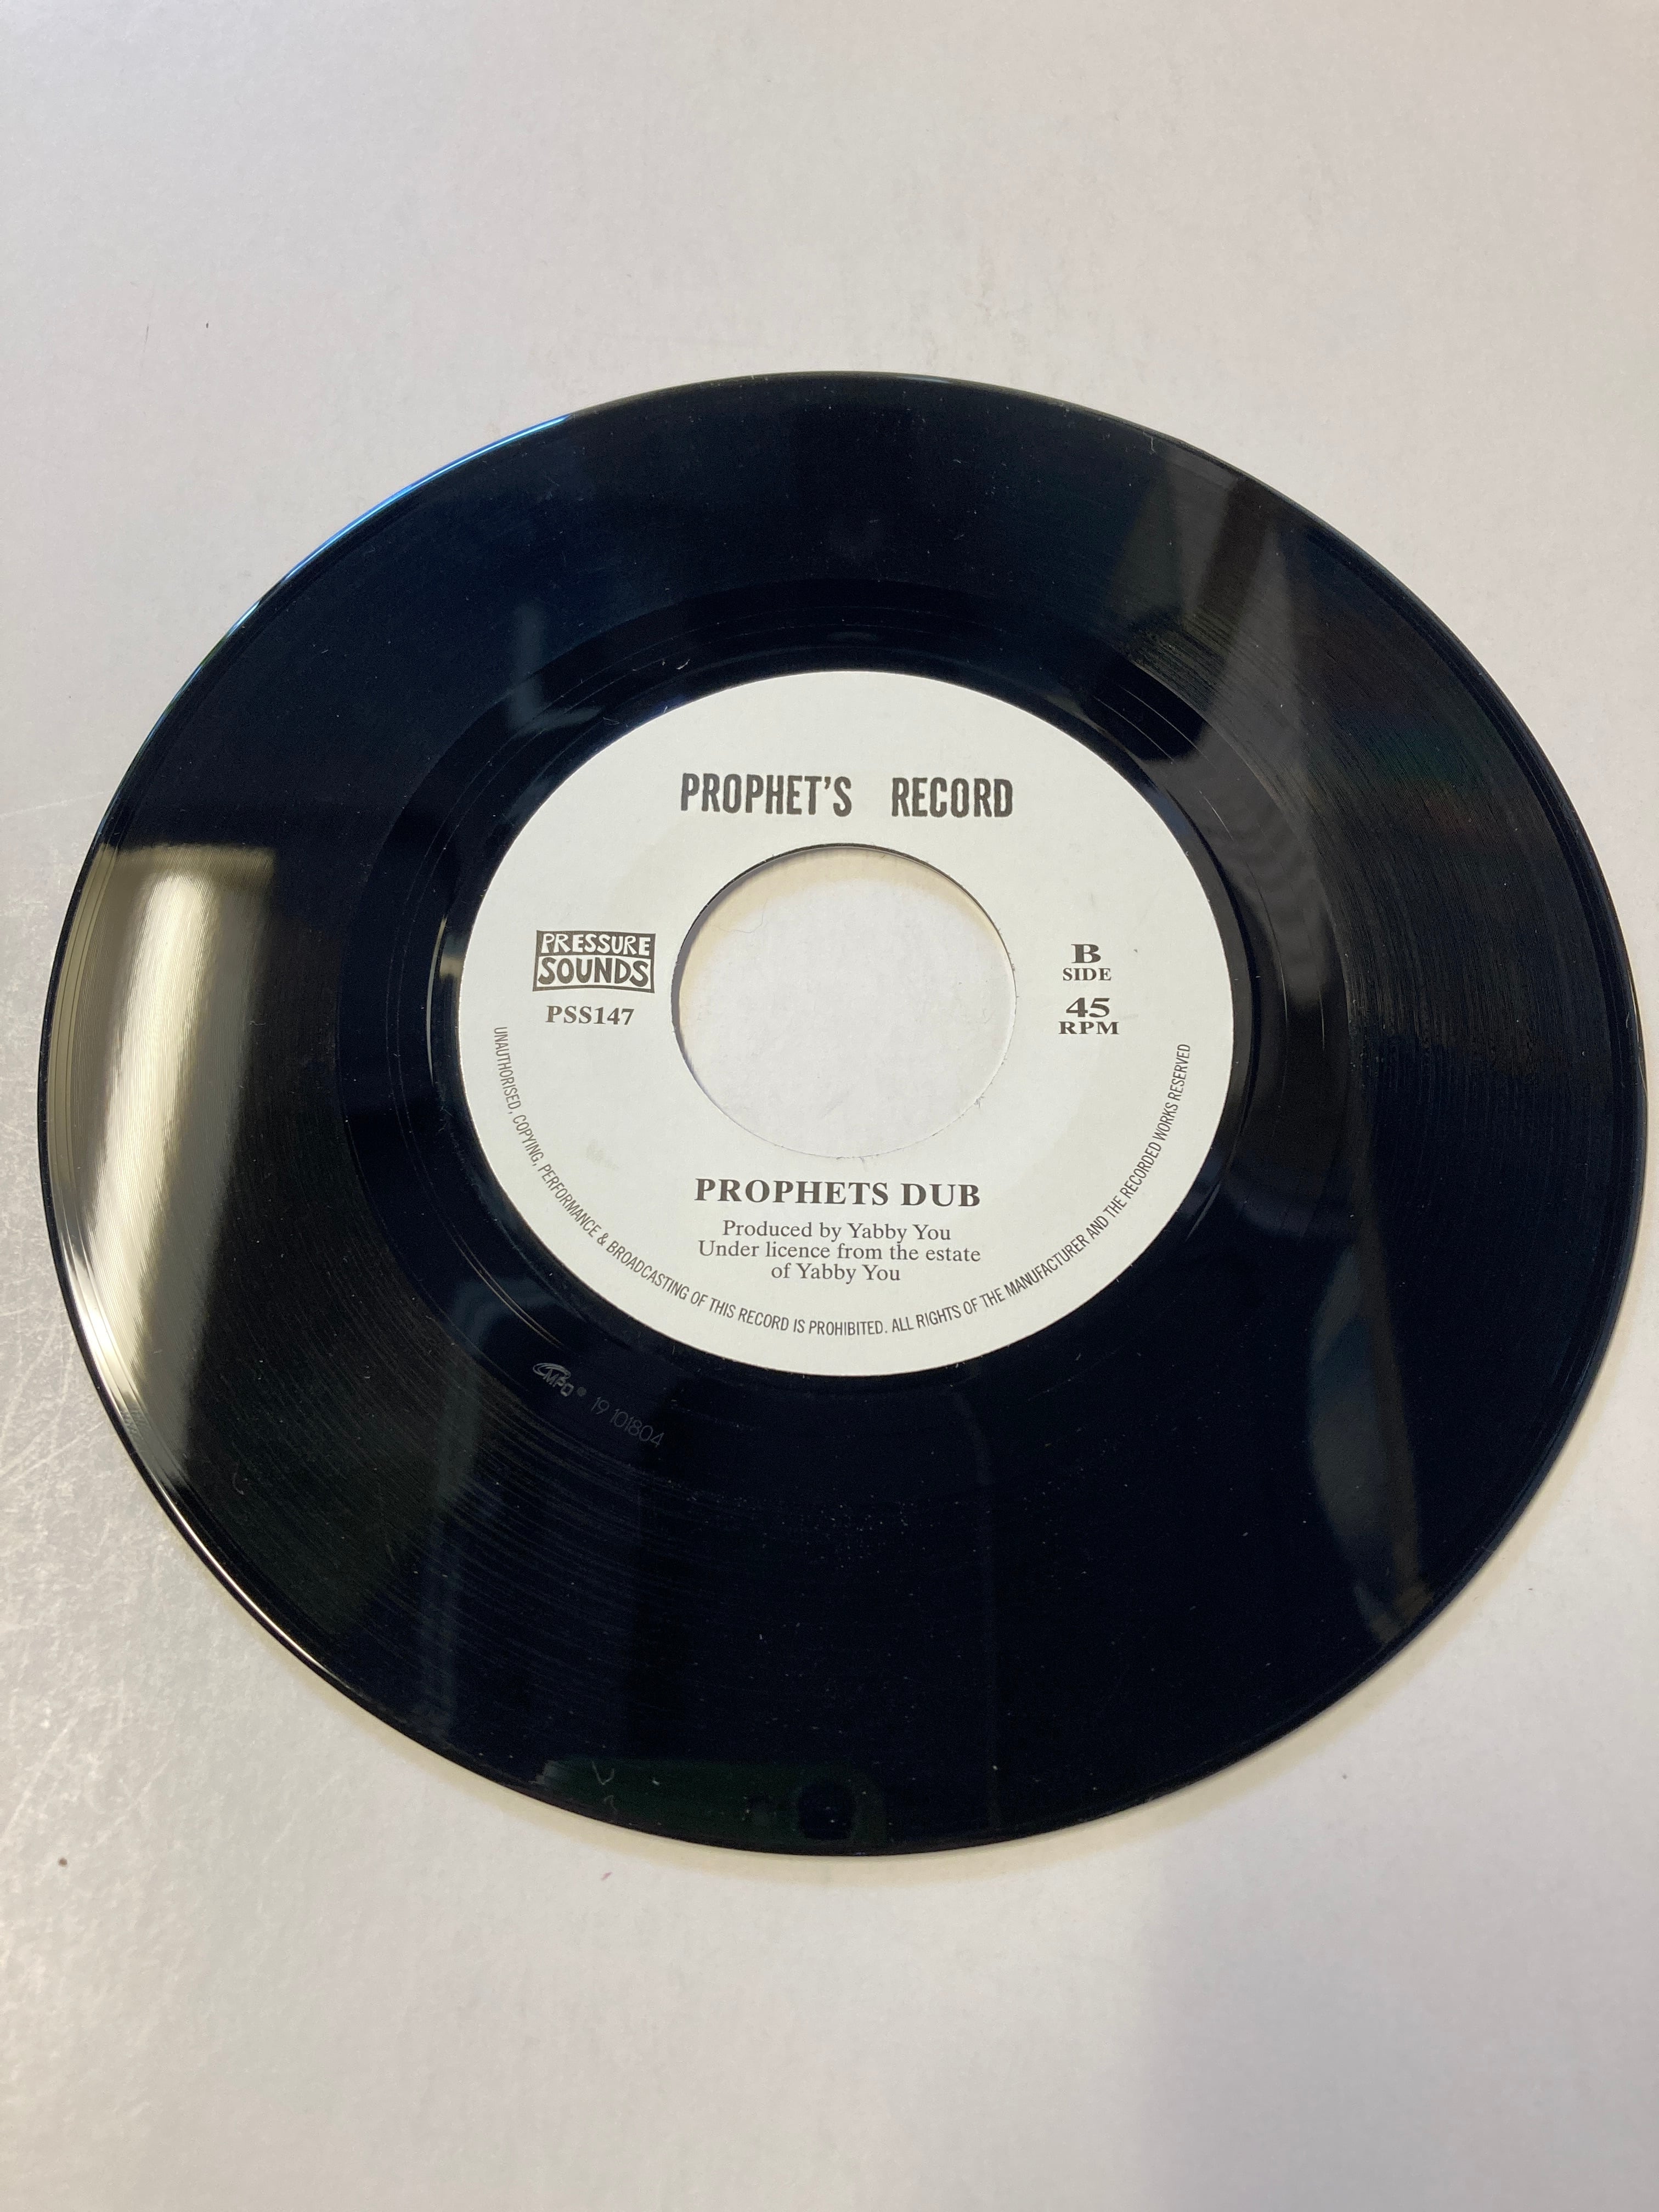 PROPHET'S RECORD
PRESSURE
SOUNDS
PSS147
B
SIDE
45
RPM
PROPHETS DUB
Produced by Yabby You
Under licence from the estate
of Yabby You
UNAUTHORISED, COPYING, PERFORMANCE & BROADCASTING OF THIS RECORD IS PROHIBITED. ALL RIGHTS OF THE MANUFACTURER AND THE RECORDED WORKS RESERVED
MPO ® 19 101804